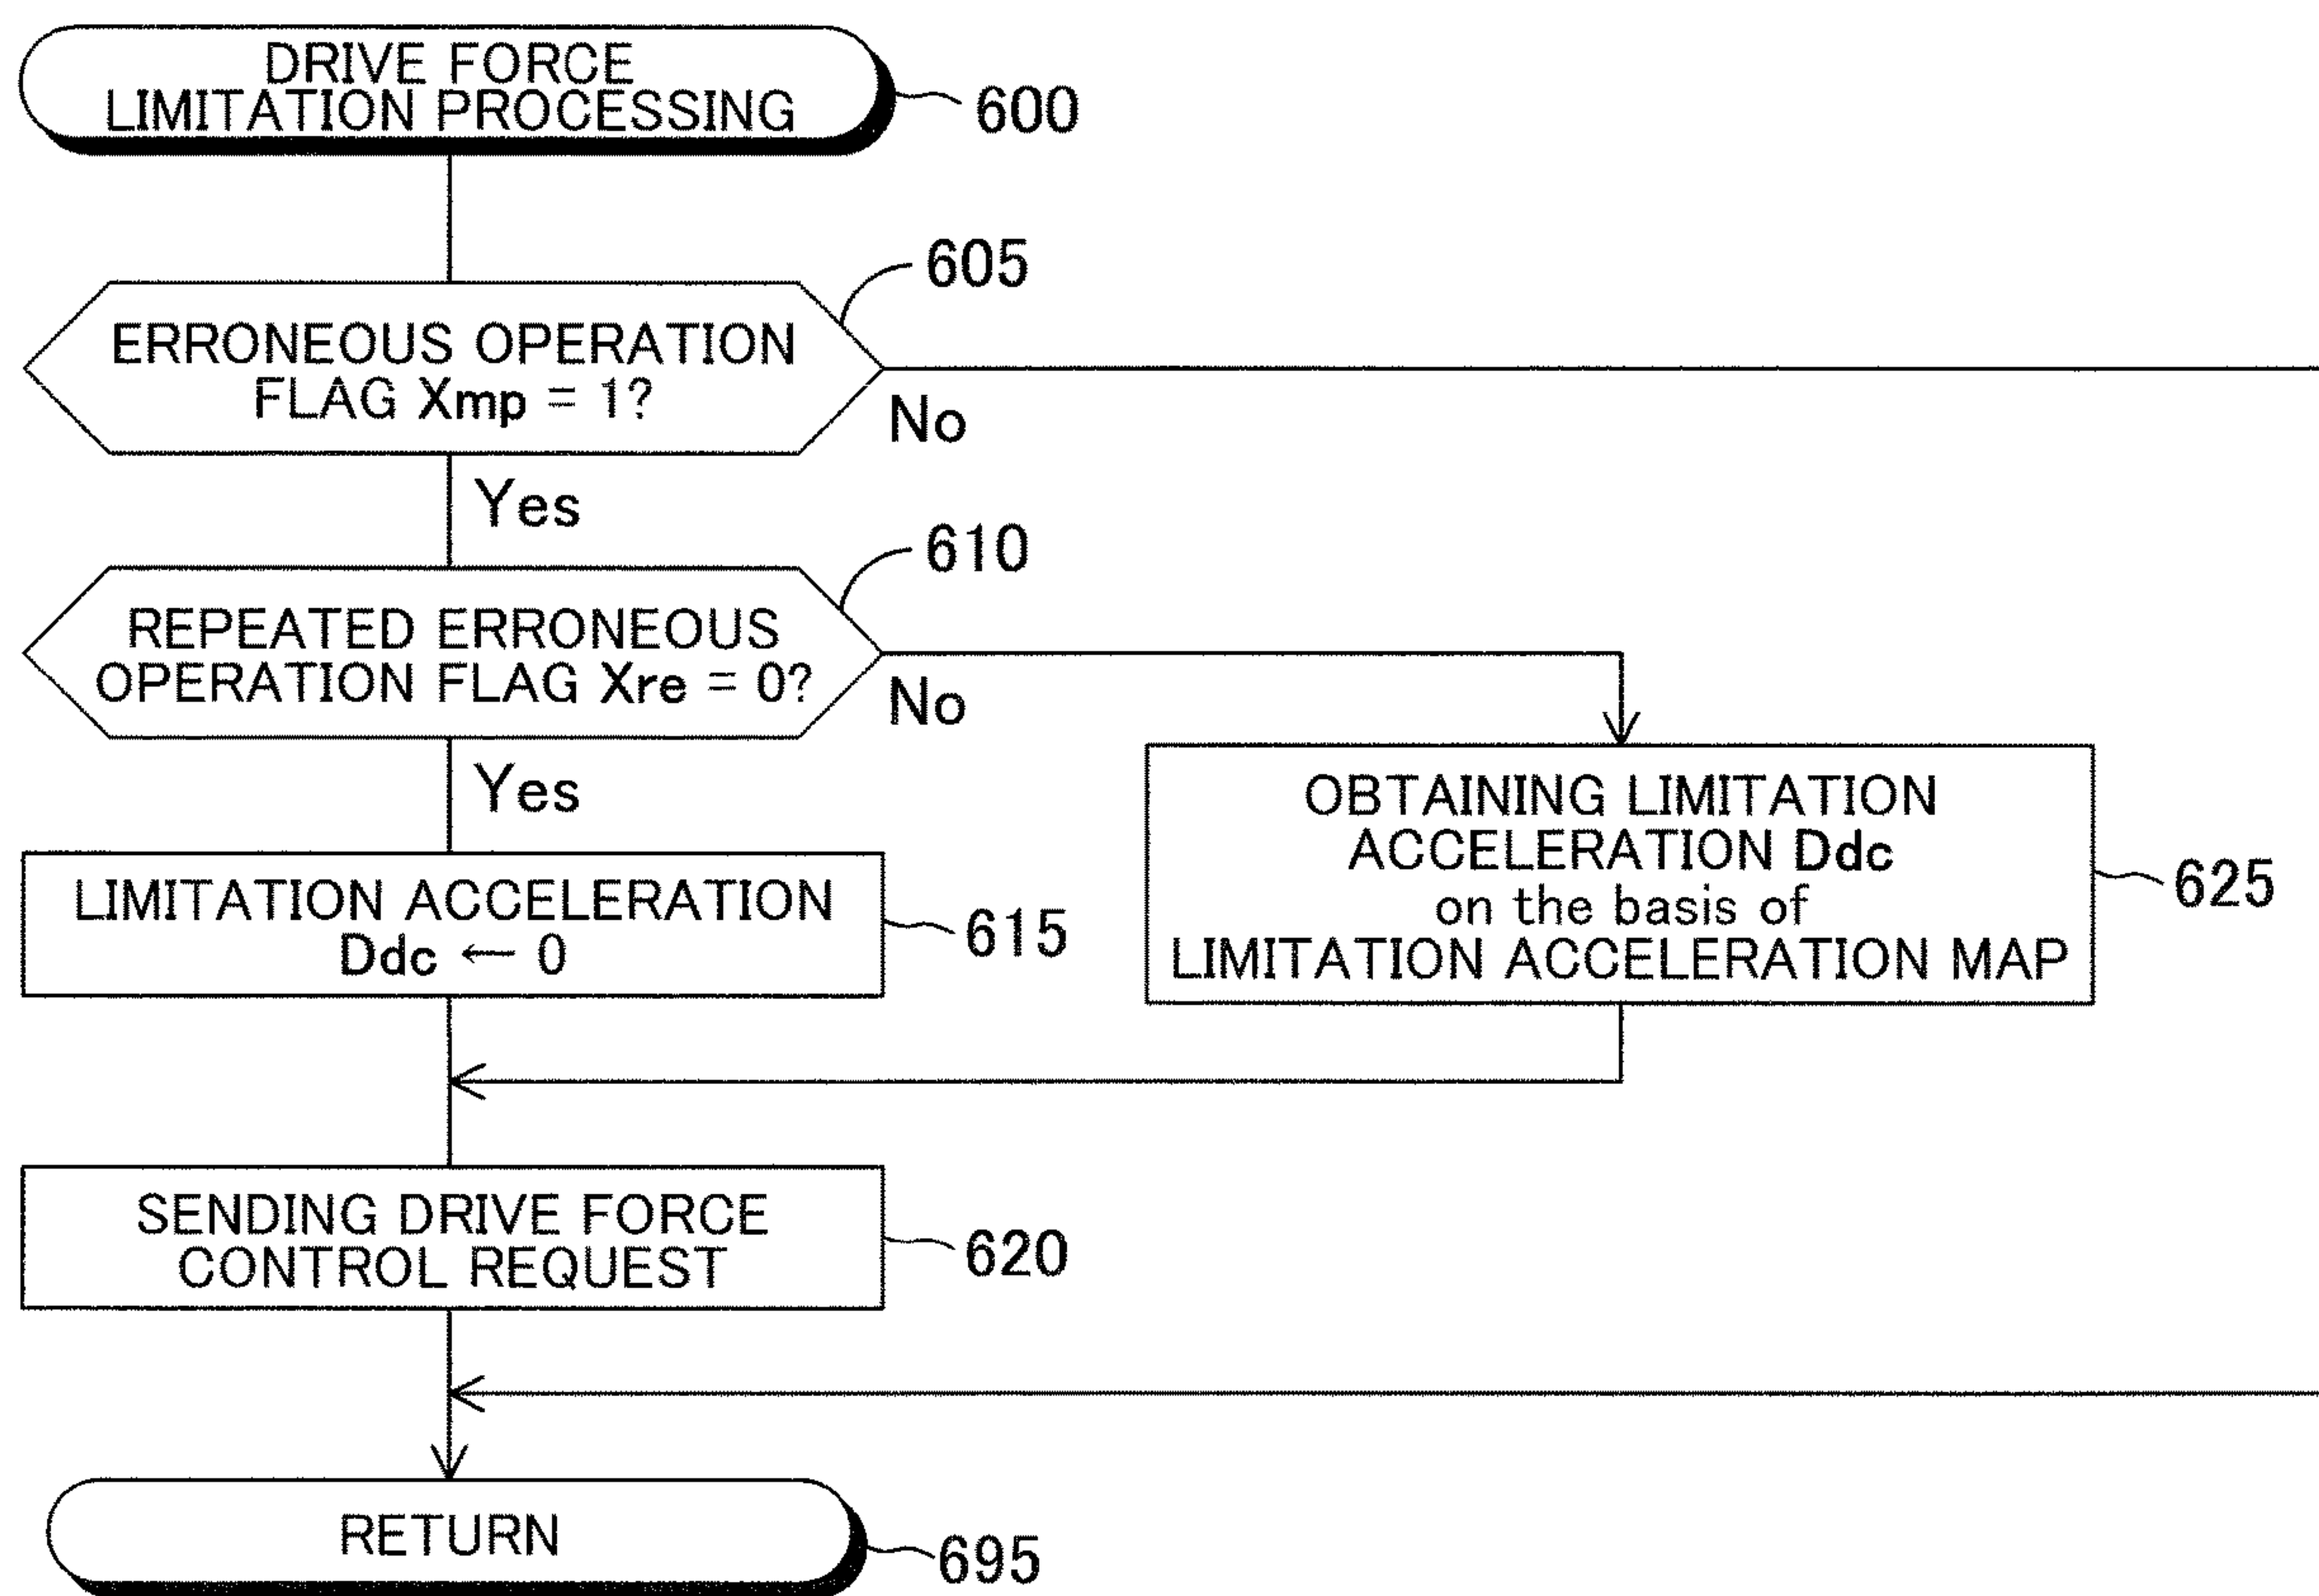 DRIVE FORCE
LIMITATION PROCESSING
600
605
ERRONEOUS OPERATION
FLAG Xmp = 1?
No
Yes
610
REPEATED ERRONEOUS
OPERATION FLAG Xre = 0?
No
Yes
OBTAINING LIMITATION
ACCELERATION Ddc
on the basis of
LIMITATION ACCELERATION MAP
625
LIMITATION ACCELERATION
Ddc ← 0
615
SENDING DRIVE FORCE
CONTROL REQUEST
620
RETURN
695